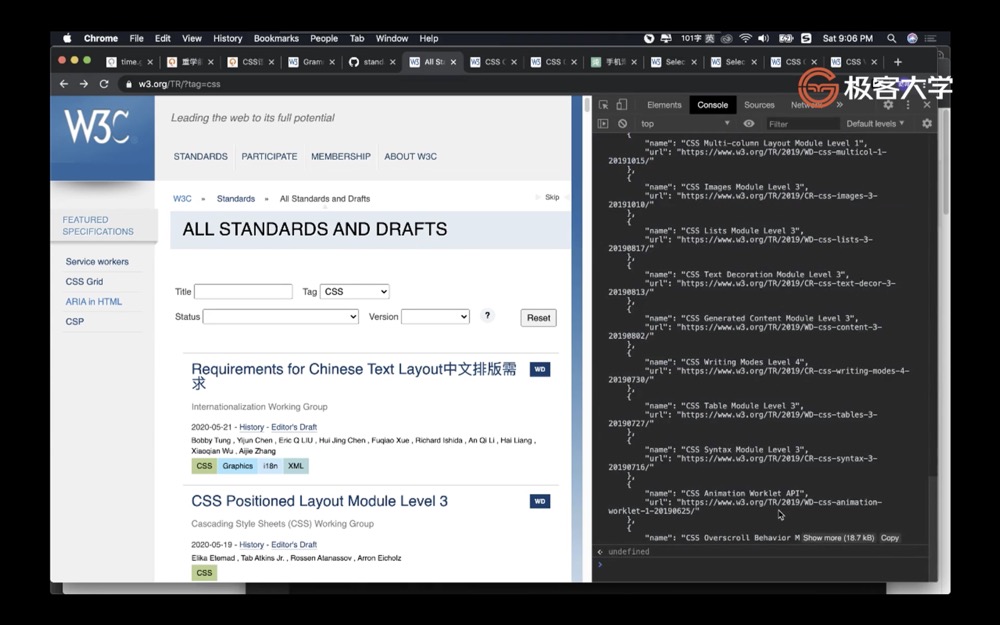 Chrome File Edit View History Bookmarks People Tab Window Help 101字 英 Sat 9:06 PM
time. 重学前 CSS Gram stand All St CSS CSS 手机 Selec Selec CSS CSS
w3.org/TR/?tag=css
极客大学
W3C
Leading the web to its full potential
STANDARDS PARTICIPATE MEMBERSHIP ABOUT W3C
W3C » Standards » All Standards and Drafts
Skip
FEATURED
SPECIFICATIONS
Service workers
CSS Grid
ARIA in HTML
CSP
ALL STANDARDS AND DRAFTS
Title Tag CSS
Status Version ? Reset
Requirements for Chinese Text Layout中文排版需
求
WD
Internationalization Working Group
2020-05-21 - History - Editor's Draft
Bobby Tung , Yijun Chen , Eric Q LIU , Hui Jing Chen , Fuqiao Xue , Richard Ishida , An Qi Li , Hai Liang ,
Xiaoqian Wu , Aijie Zhang
CSS Graphics i18n XML
CSS Positioned Layout Module Level 3
WD
Cascading Style Sheets (CSS) Working Group
2020-05-19 - History - Editor's Draft
Elika Etemad , Tab Atkins Jr. , Rossen Atanassov , Arron Eicholz
CSS
Elements Console Sources Netw »
top Filter Default levels
{
"name": "CSS Multi-column Layout Module Level 1",
"url": "https://www.w3.org/TR/2019/WD-css-multicol-1-
20191015/"
},
{
"name": "CSS Images Module Level 3",
"url": "https://www.w3.org/TR/2019/CR-css-images-3-
20191010/"
},
{
"name": "CSS Lists Module Level 3",
"url": "https://www.w3.org/TR/2019/WD-css-lists-3-
20190817/"
},
{
"name": "CSS Text Decoration Module Level 3",
"url": "https://www.w3.org/TR/2019/CR-css-text-decor-3-
20190813/"
},
{
"name": "CSS Generated Content Module Level 3",
"url": "https://www.w3.org/TR/2019/WD-css-content-3-
20190802/"
},
{
"name": "CSS Writing Modes Level 4",
"url": "https://www.w3.org/TR/2019/CR-css-writing-modes-4-
20190730/"
},
{
"name": "CSS Table Module Level 3",
"url": "https://www.w3.org/TR/2019/WD-css-tables-3-
20190727/"
},
{
"name": "CSS Syntax Module Level 3",
"url": "https://www.w3.org/TR/2019/CR-css-syntax-3-
20190716/"
},
{
"name": "CSS Animation Worklet API",
"url": "https://www.w3.org/TR/2019/WD-css-animation-
worklet-1-20190625/"
},
{
"name": "CSS Overscroll Behavior M Show more (18.7 kB) Copy
undefined